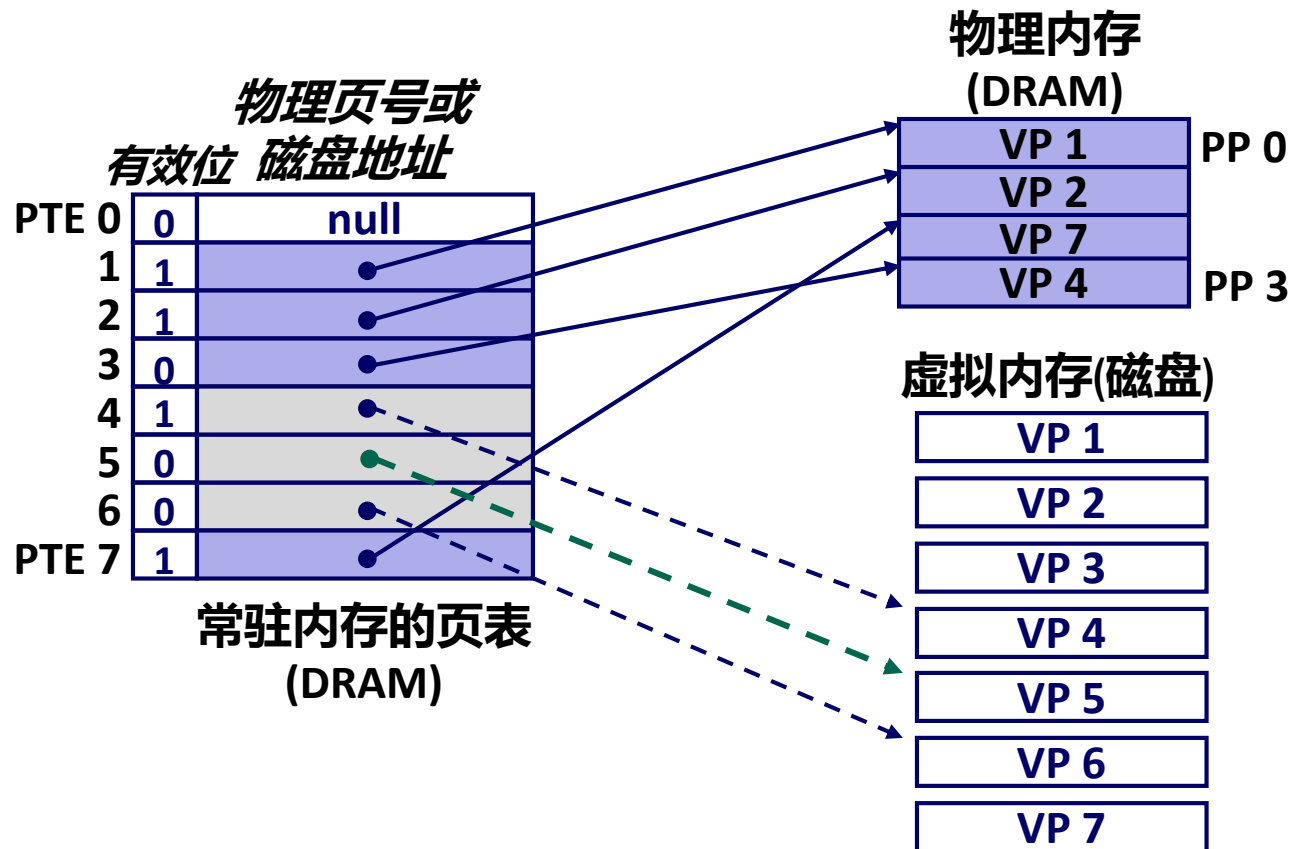 物理内存
(DRAM)
物理页号或
有效位 磁盘地址
VP 1 PP 0
VP 2
VP 7
VP 4 PP 3
PTE 0 0 null
1 1
2 1
3 0
4 1
5 0
6 0
PTE 7 1
常驻内存的页表
(DRAM)
虚拟内存(磁盘)
VP 1
VP 2
VP 3
VP 4
VP 5
VP 6
VP 7